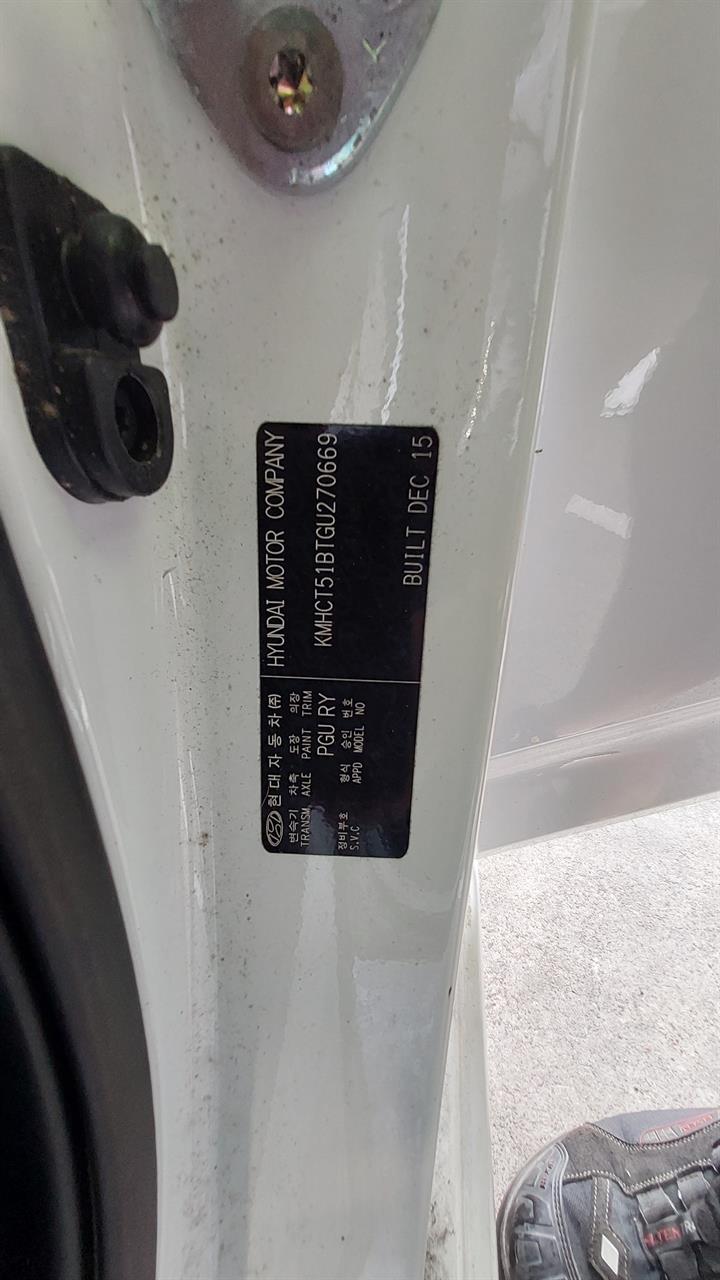 현대자동차(주) HYUNDAI MOTOR COMPANY
변속기 차축 도장 의장
TRANSM. AXLE PAINT TRIM
PGU RY KMHCT51BTGU270669
정비부호 형식 승인 번호
S.V.C APPD MODEL NO
BUILT DEC 15
Y